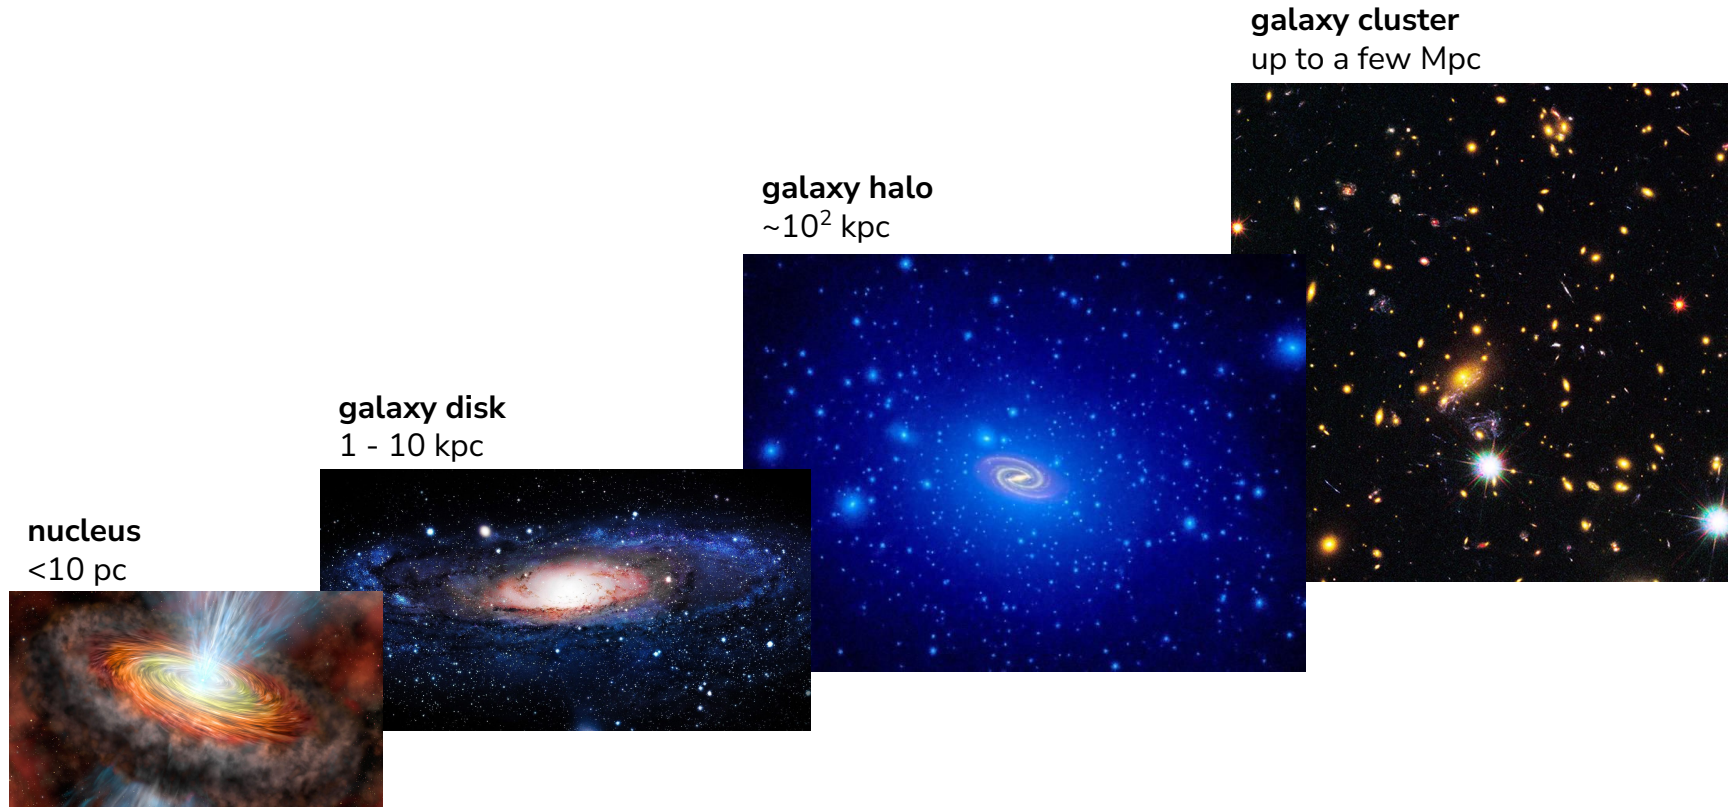 galaxy cluster
up to a few Mpc
galaxy halo
~10² kpc
galaxy disk
1 - 10 kpc
nucleus
<10 pc